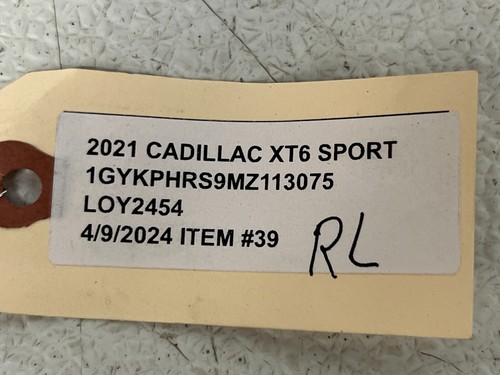 2021 CADILLAC XT6 SPORT
1GYKPHRS9MZ113075
LOY2454
4/9/2024 ITEM #39 RL